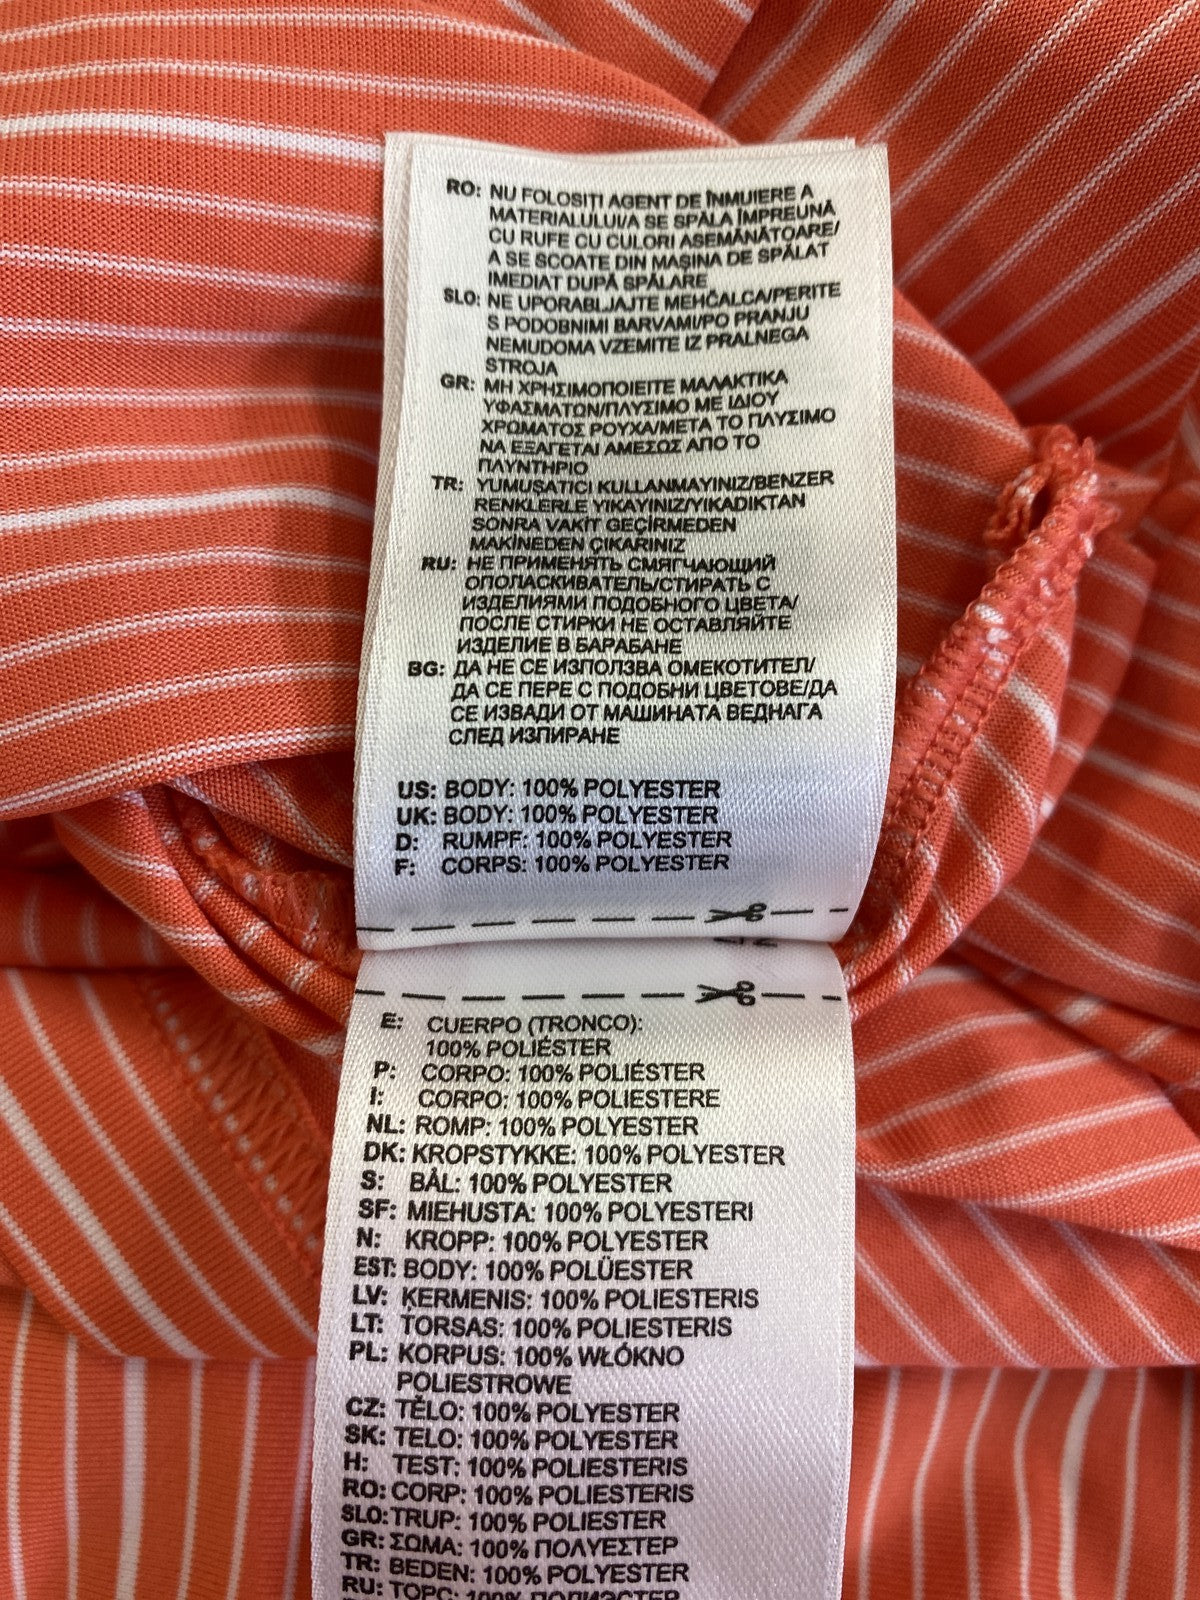 RO: NU FOLOSITI AGENT DE ÎNMUIERE A
MATERIALULUI/A SE SPĂLA ÎMPREUNĂ
CU RUFE CU CULORI ASEMĂNĂTOARE/
A SE SCOATE DIN MAŞINA DE SPĂLAT
IMEDIAT DUPĂ SPĂLARE
SLO: NE UPORABLJAJTE MEHČALCA/PERITE
S PODOBNIMI BARVAMI/PO PRANJU
NEMUDOMA VZEMITE IZ PRALNEGA
STROJA
GR: ΜΗ ΧΡΗΣΙΜΟΠΟΙΕΙΤΕ ΜΑΛΑΚΤΙΚΑ
ΥΦΑΣΜΑΤΩΝ/ΠΛΥΣΙΜΟ ΜΕ ΙΔΙΟΥ
ΧΡΩΜΑΤΟΣ ΡΟΥΧΑ/ΜΕΤΑ ΤΟ ΠΛΥΣΙΜΟ
ΝΑ ΕΞΑΓΕΤΑΙ ΑΜΕΣΩΣ ΑΠΟ ΤΟ
ΠΛΥΝΤΗΡΙΟ
TR: YUMUŞATICI KULLANMAYINIZ/BENZER
RENKLERLE YIKAYINIZ/YIKADIKTAN
SONRA VAKİT GEÇİRMEDEN
MAKİNEDEN ÇIKARINIZ
RU: НЕ ПРИМЕНЯТЬ СМЯГЧАЮЩИЙ
ОПОЛАСКИВАТЕЛЬ/СТИРАТЬ С
ИЗДЕЛИЯМИ ПОДОБНОГО ЦВЕТА/
ПОСЛЕ СТИРКИ НЕ ОСТАВЛЯЙТЕ
ИЗДЕЛИЕ В БАРАБАНЕ
BG: ДА НЕ СЕ ИЗПОЛЗВА ОМЕКОТИТЕЛ/
ДА СЕ ПЕРЕ С ПОДОБНИ ЦВЕТОВЕ/ДА
СЕ ИЗВАДИ ОТ МАШИНАТА ВЕДНАГА
СЛЕД ИЗПИРАНЕ
US: BODY: 100% POLYESTER
UK: BODY: 100% POLYESTER
D: RUMPF: 100% POLYESTER
F: CORPS: 100% POLYESTER
E: CUERPO (TRONCO):
100% POLIÉSTER
P: CORPO: 100% POLIÉSTER
I: CORPO: 100% POLIESTERE
NL: ROMP: 100% POLYESTER
DK: KROPSTYKKE: 100% POLYESTER
S: BÅL: 100% POLYESTER
SF: MIEHUSTA: 100% POLYESTERI
N: KROPP: 100% POLYESTER
EST: BODY: 100% POLÜESTER
LV: ĶERMENIS: 100% POLIESTERIS
LT: TORSAS: 100% POLIESTERIS
PL: KORPUS: 100% WŁÓKNO
POLIESTROWE
CZ: TĚLO: 100% POLYESTER
SK: TELO: 100% POLYESTER
H: TEST: 100% POLIESTERIS
RO: CORP: 100% POLIESTERIS
SLO: TRUP: 100% POLIESTER
GR: ΣΩΜΑ: 100% ΠΟΛΥΕΣΤΕΡ
TR: BEDEN: 100% POLYESTER
RU: ТОРС: 100% ПОЛИЭСТЕР